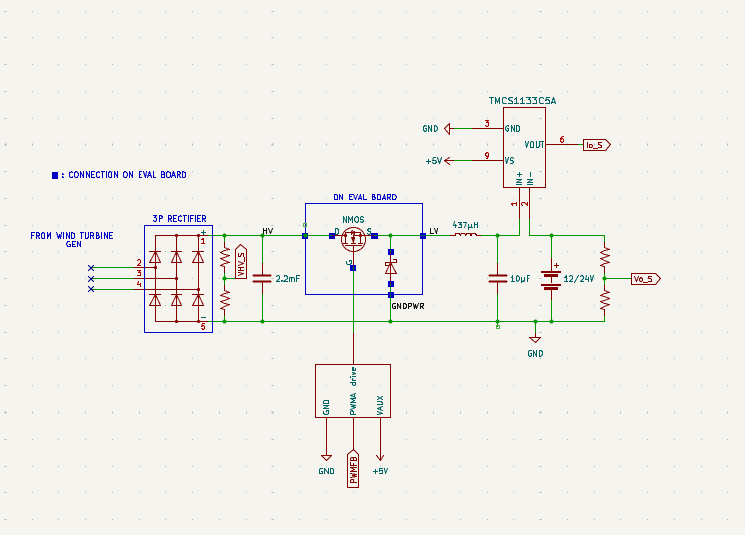 TMCS1133C5A
GND
3
GND
VOUT
6
Io_S
+5V
9
VS
IN+
IN-
1
2
: CONNECTION ON EVAL BOARD
ON EVAL BOARD
3P RECTIFIER
NMOS
437µH
FROM WIND TURBINE
GEN
+
1
HV
D
S
LV
2
3
4
VHV_S
2.2mF
G
10µF
+
12/24V
Vo_S
GNDPWR
-
5
GND
PWMA drive
GND
VAUX
GND
PWMFB
+5V